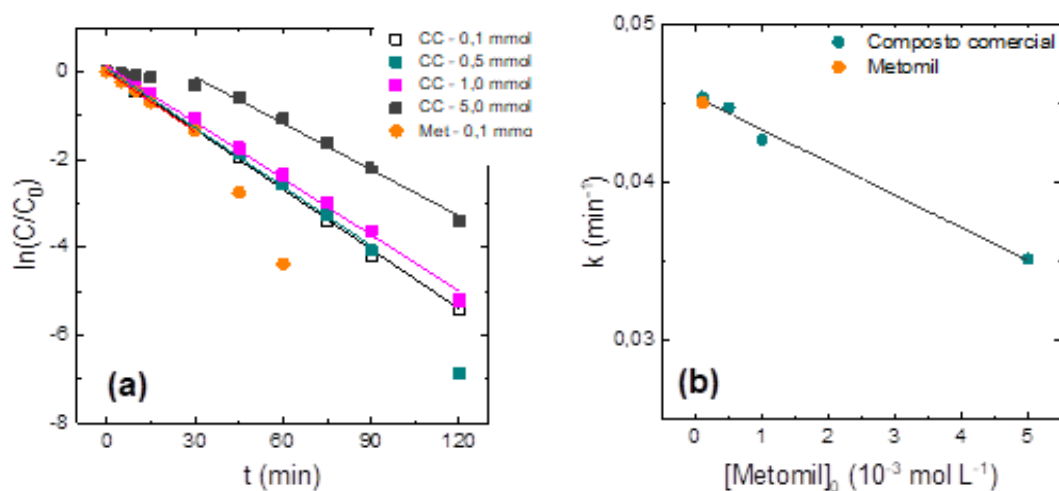 CC - 0,1 mmol
CC - 0,5 mmol
CC - 1,0 mmol
CC - 5,0 mmol
Met - 0,1 mmo
0
-2
-4
-6
-8
ln(C/C0)
(a)
0 30 60 90 120
t (min)
0,05
0,04
0,03
k (min⁻¹)
Composto comercial
Metomil
(b)
0 1 2 3 4 5
[Metomil]0 (10⁻³ mol L⁻¹)